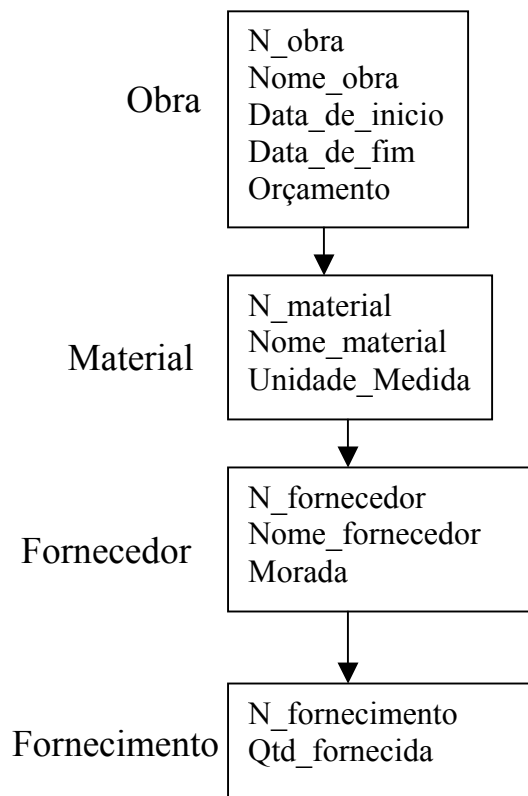 Obra
N_obra
Nome_obra
Data_de_inicio
Data_de_fim
Orçamento
Material
N_material
Nome_material
Unidade_Medida
Fornecedor
N_fornecedor
Nome_fornecedor
Morada
Fornecimento
N_fornecimento
Qtd_fornecida